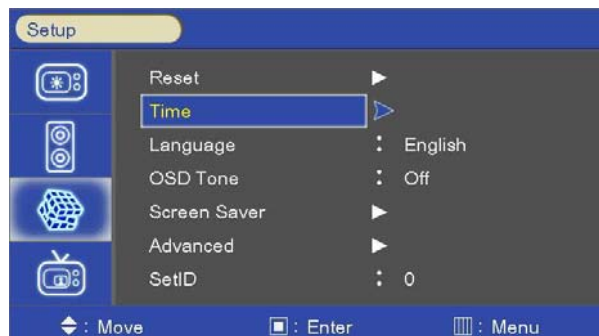 Setup
Reset
Time
Language : English
OSD Tone : Off
Screen Saver
Advanced
SetID : 0
: Move : Enter : Menu